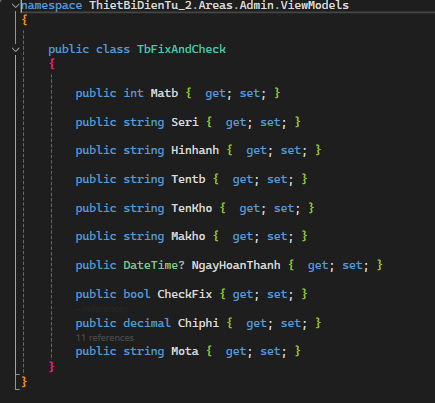 namespace ThietBiDienTu_2.Areas.Admin.ViewModels
{
public class TbFixAndCheck
{
public int Matb { get; set; }
public string Seri { get; set; }
public string Hinhanh { get; set; }
public string Tentb { get; set; }
public string TenKho { get; set; }
public string Makho { get; set; }
public DateTime? NgayHoanThanh { get; set; }
public bool CheckFix { get; set; }
public decimal Chiphi { get; set; }
11 references
public string Mota { get; set; }
}
}